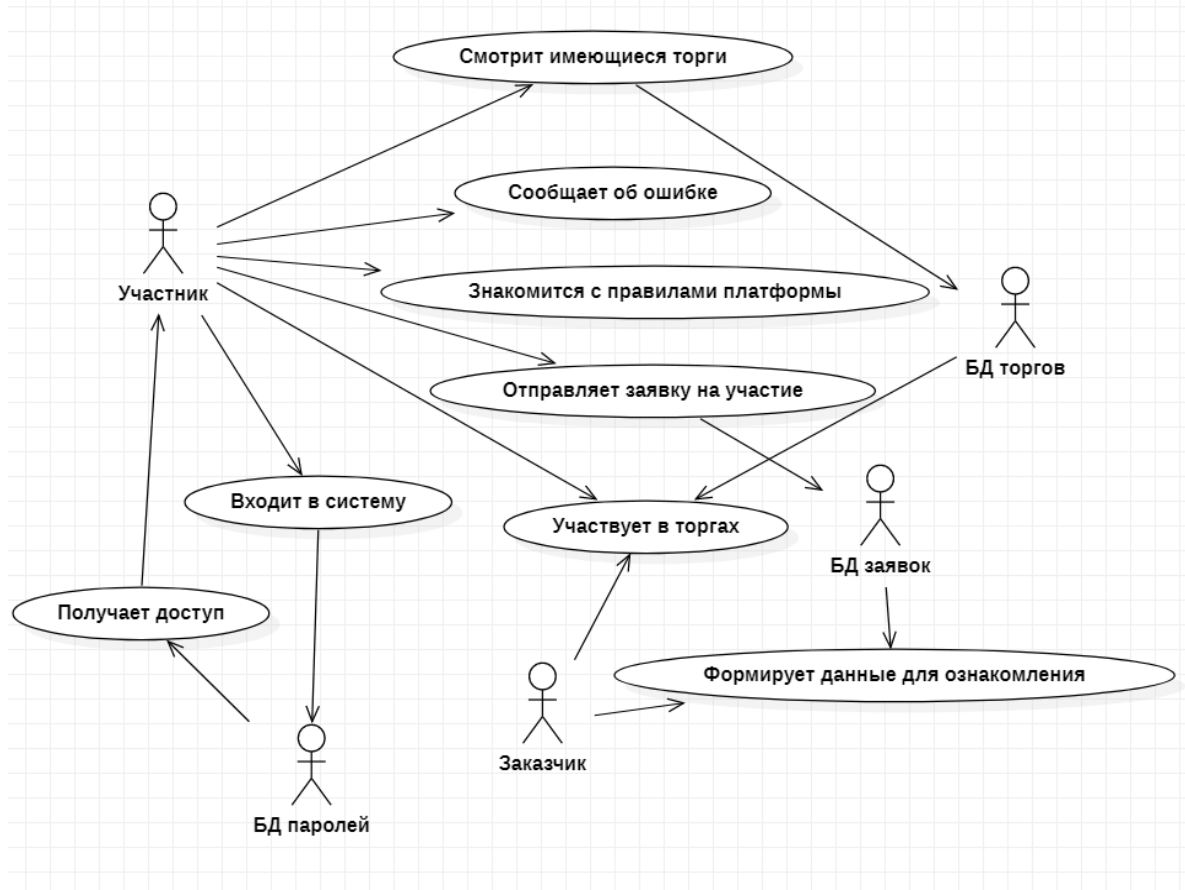 Смотрит имеющиеся торги
Сообщает об ошибке
Участник
Знакомится с правилами платформы
БД торгов
Отправляет заявку на участие
Входит в систему
Участвует в торгах
БД заявок
Получает доступ
Формирует данные для ознакомления
Заказчик
БД паролей